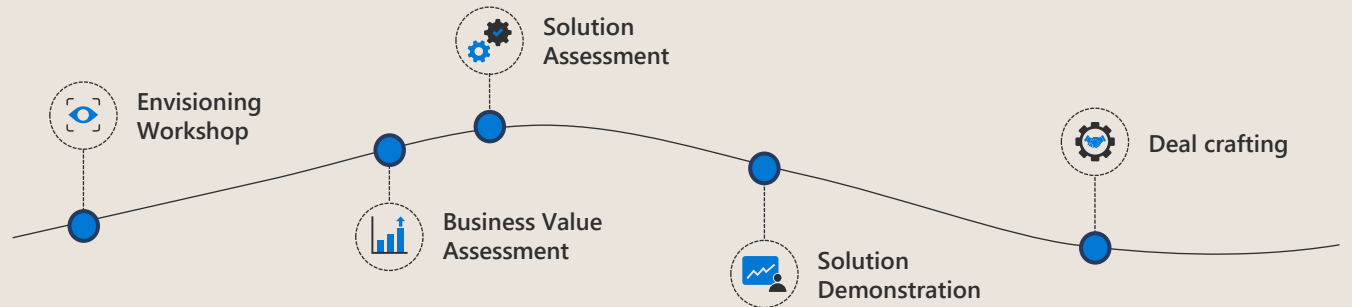 Envisioning
Workshop
Business Value
Assessment
Solution
Assessment
Solution
Demonstration
Deal crafting